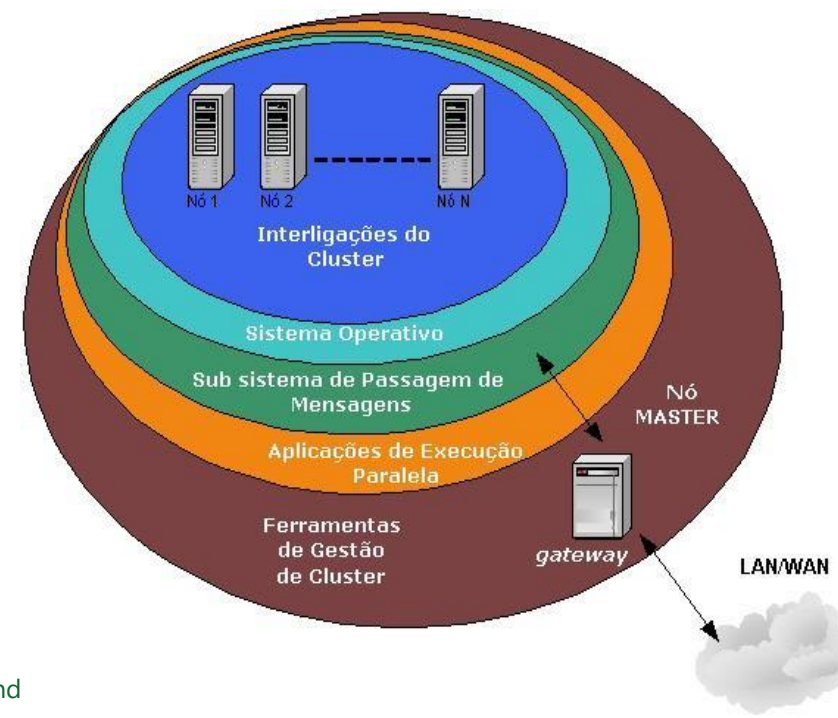 Nó 1
Nó 2
Nó N
Interligações do
Cluster
Sistema Operativo
Sub sistema de Passagem de
Mensagens
Nó
MASTER
Aplicações de Execução
Paralela
Ferramentas
de Gestão
de Cluster
gateway
LAN/WAN
nd